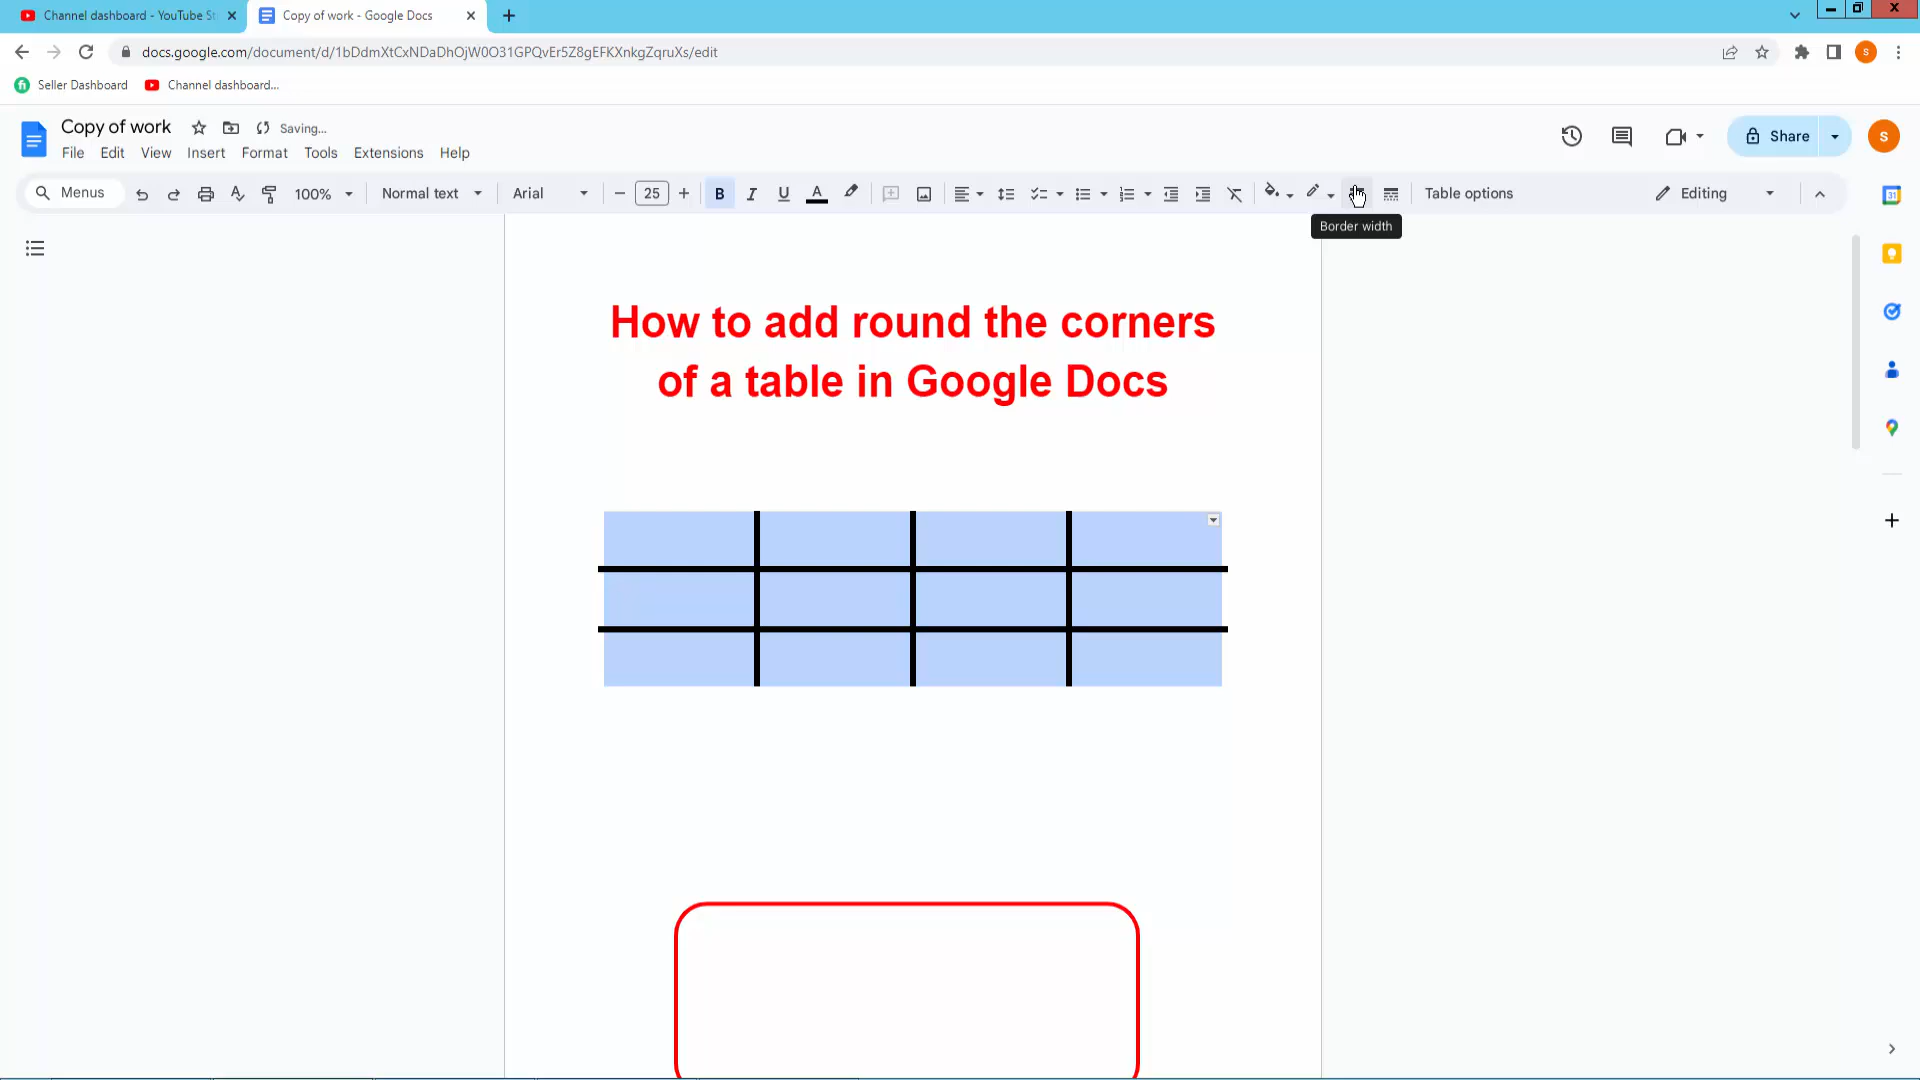 Channel dashboard - YouTube St
Copy of work - Google Docs
docs.google.com/document/d/1bDdmXtCxNDaDhOjW0O31GPQvEr5Z8gEFKXnkgZqruXs/edit
S
Seller Dashboard
Channel dashboard...
Copy of work
Saving...
File Edit View Insert Format Tools Extensions Help
Share
S
Menus
100%
Normal text
Arial
25
B I U A
Table options
Editing
31
Border width
How to add round the corners
of a table in Google Docs